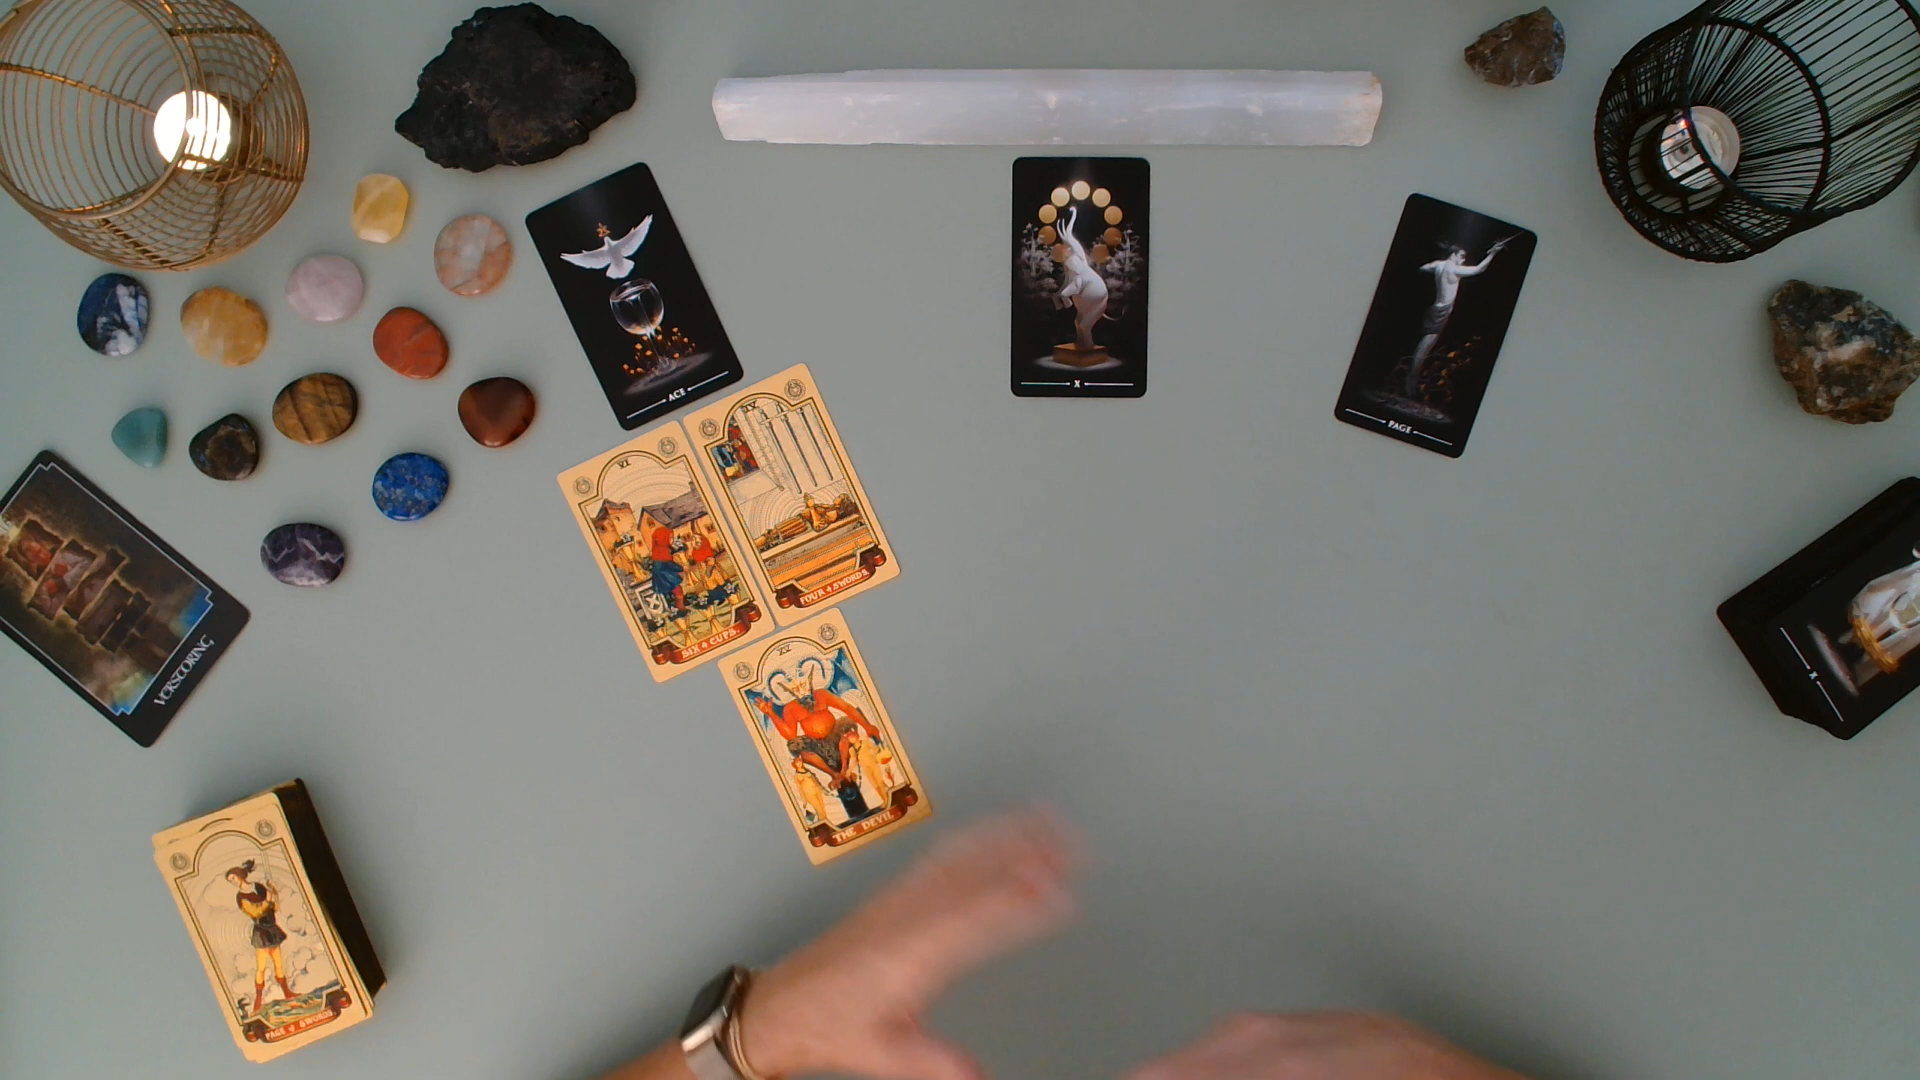 ACE
X
PAGE
VI
SIX of CUPS.
IV
FOUR of SWORDS.
XV
THE DEVIL
VERSTORING
X
PAGE of SWORDS